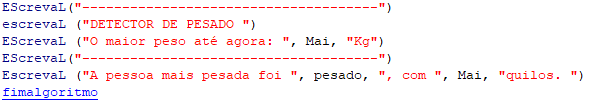 EScrevaL("-------------------------------------")
escrevaL ("DETECTOR DE PESADO ")
EScrevaL ("O maior peso até agora: ", Mai, "Kg")
EScrevaL("-------------------------------------")
EscrevaL ("A pessoa mais pesada foi ", pesado, ", com ", Mai, "quilos. ")
fimalgoritmo